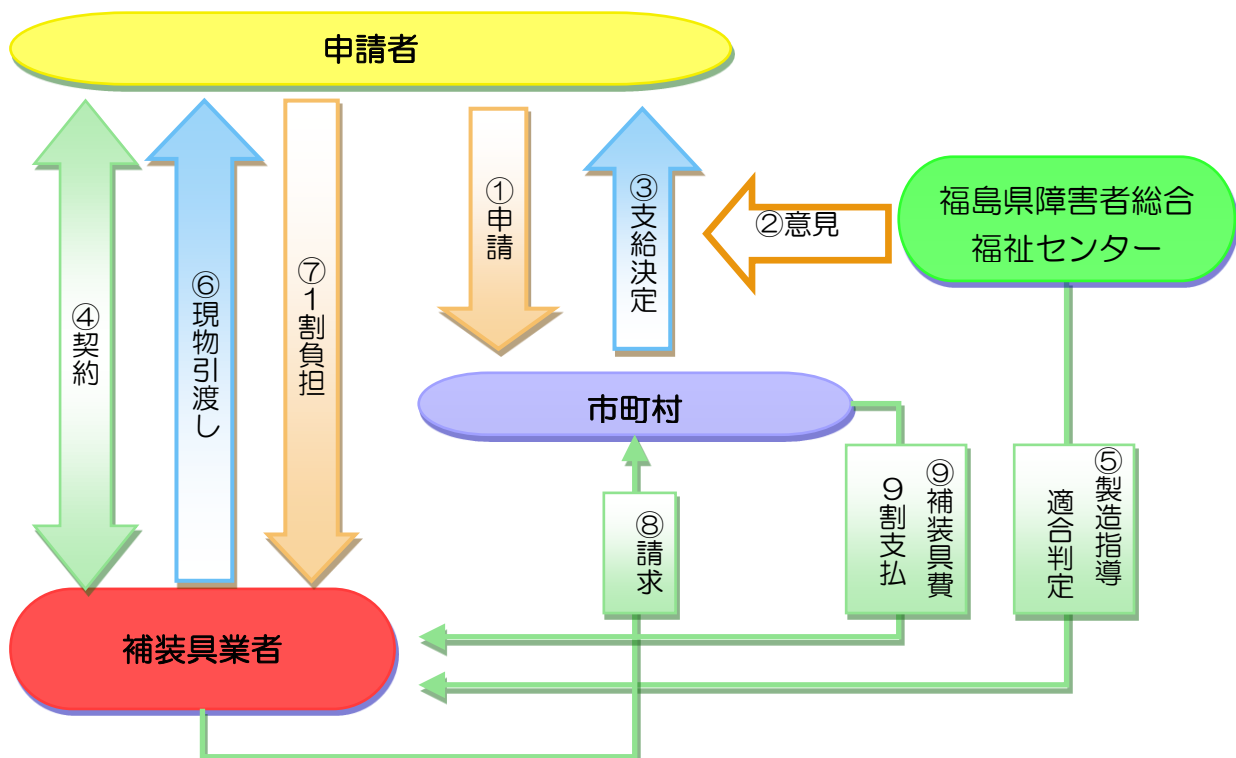 申請者
①申請
③支給決定
②意見
福島県障害者総合
福祉センター
④契約
⑥現物引渡し
⑦1割負担
市町村
⑧請求
⑨補装具費
9割支払
⑤製造指導
適合判定
補装具業者